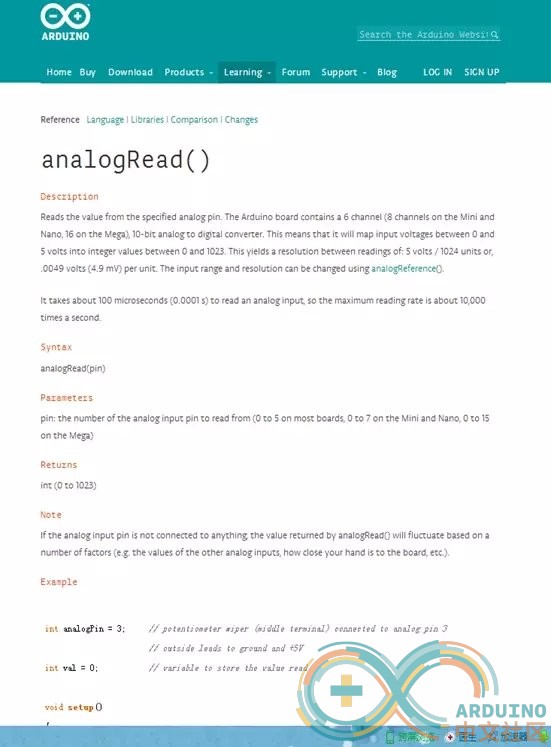 ARDUINO
Search the Arduino Websi
Home Buy Download Products Learning Forum Support Blog LOG IN SIGN UP
Reference Language | Libraries | Comparison | Changes
analogRead()
Description
Reads the value from the specified analog pin. The Arduino board contains a 6 channel (8 channels on the Mini and
Nano, 16 on the Mega), 10-bit analog to digital converter. This means that it will map input voltages between 0 and
5 volts into integer values between 0 and 1023. This yields a resolution between readings of: 5 volts / 1024 units or,
.0049 volts (4.9 mV) per unit. The input range and resolution can be changed using analogReference().
It takes about 100 microseconds (0.0001 s) to read an analog input, so the maximum reading rate is about 10,000
times a second.
Syntax
analogRead(pin)
Parameters
pin: the number of the analog input pin to read from (0 to 5 on most boards, 0 to 7 on the Mini and Nano, 0 to 15
on the Mega)
Returns
int (0 to 1023)
Note
If the analog input pin is not connected to anything, the value returned by analogRead() will fluctuate based on a
number of factors (e.g. the values of the other analog inputs, how close your hand is to the board, etc.).
Example
int analogPin = 3; // potentiometer wiper (middle terminal) connected to analog pin 3
// outside leads to ground and +5V
int val = 0; // variable to store the value read
void setup()
ARDUINO
中文社区
医生
加速器